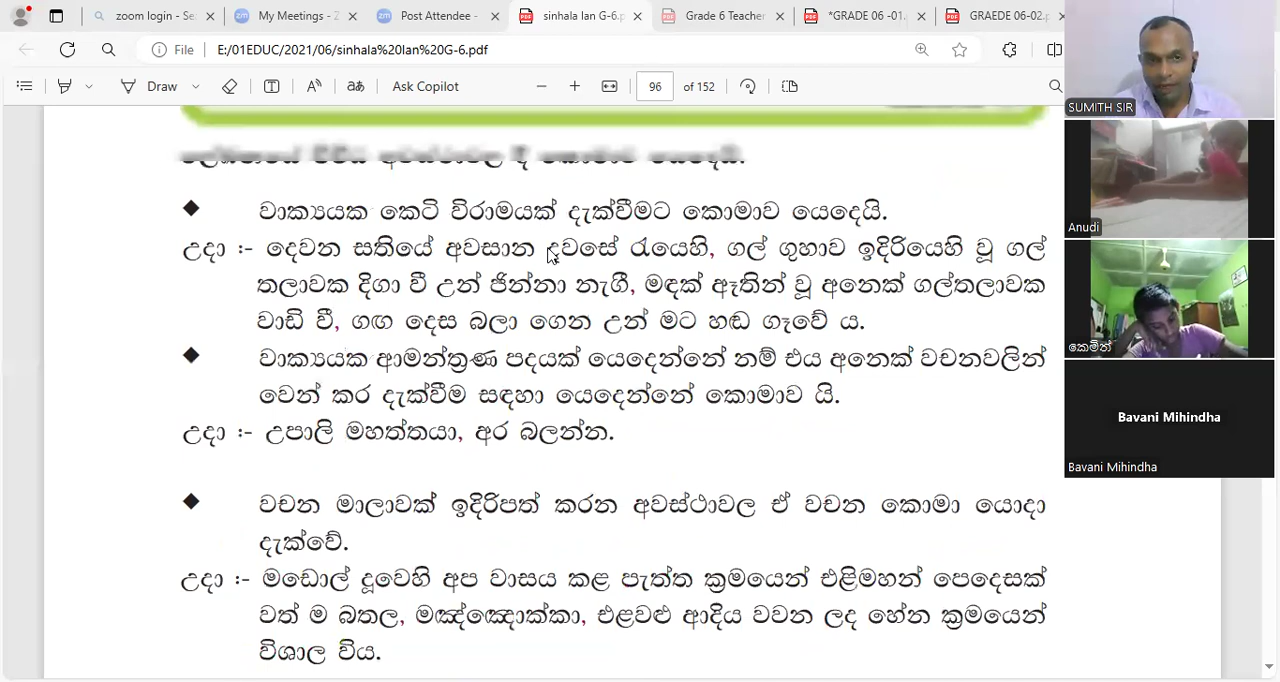 zoom login - Se
My Meetings - Z
Post Attendee -
sinhala lan G-6.p
Grade 6 Teacher
*GRADE 06 -01.
GRAEDE 06-02.p
File
E:/01EDUC/2021/06/sinhala%20lan%20G-6.pdf
Draw
Ask Copilot
96
of 152
SUMITH SIR
Anudi
කෙමිත්
Bavani Mihindha
Bavani Mihindha
◆ වාක්‍යයක කෙටි විරාමයක් දැක්වීමට කොමාව යෙදෙයි.
උදා :- දෙවන සතියේ අවසාන දවසේ රැයෙහි, ගල් ගුහාව ඉදිරියෙහි වූ ගල්
තලාවක දිගා වී උන් ජින්නා නැගී, මඳක් ඈතින් වූ අනෙක් ගල්තලාවක
වාඩි වී, ගඟ දෙස බලා ගෙන උන් මට හඬ ගෑවේ ය.
◆ වාක්‍යයක ආමන්ත්‍රණ පදයක් යෙදෙන්නේ නම් එය අනෙක් වචනවලින්
වෙන් කර දැක්වීම සඳහා යෙදෙන්නේ කොමාව යි.
උදා :- උපාලි මහත්තයා, අර බලන්න.
◆ වචන මාලාවක් ඉදිරිපත් කරන අවස්ථාවල ඒ වචන කොමා යොදා
දැක්වේ.
උදා :- මඩොල් දූවෙහි අප වාසය කළ පැත්ත ක්‍රමයෙන් එළිමහන් පෙදෙසක්
වත් ම බතල, මඤ්ඤොක්කා, එළවළු ආදිය වවන ලද හේන ක්‍රමයෙන්
විශාල විය.